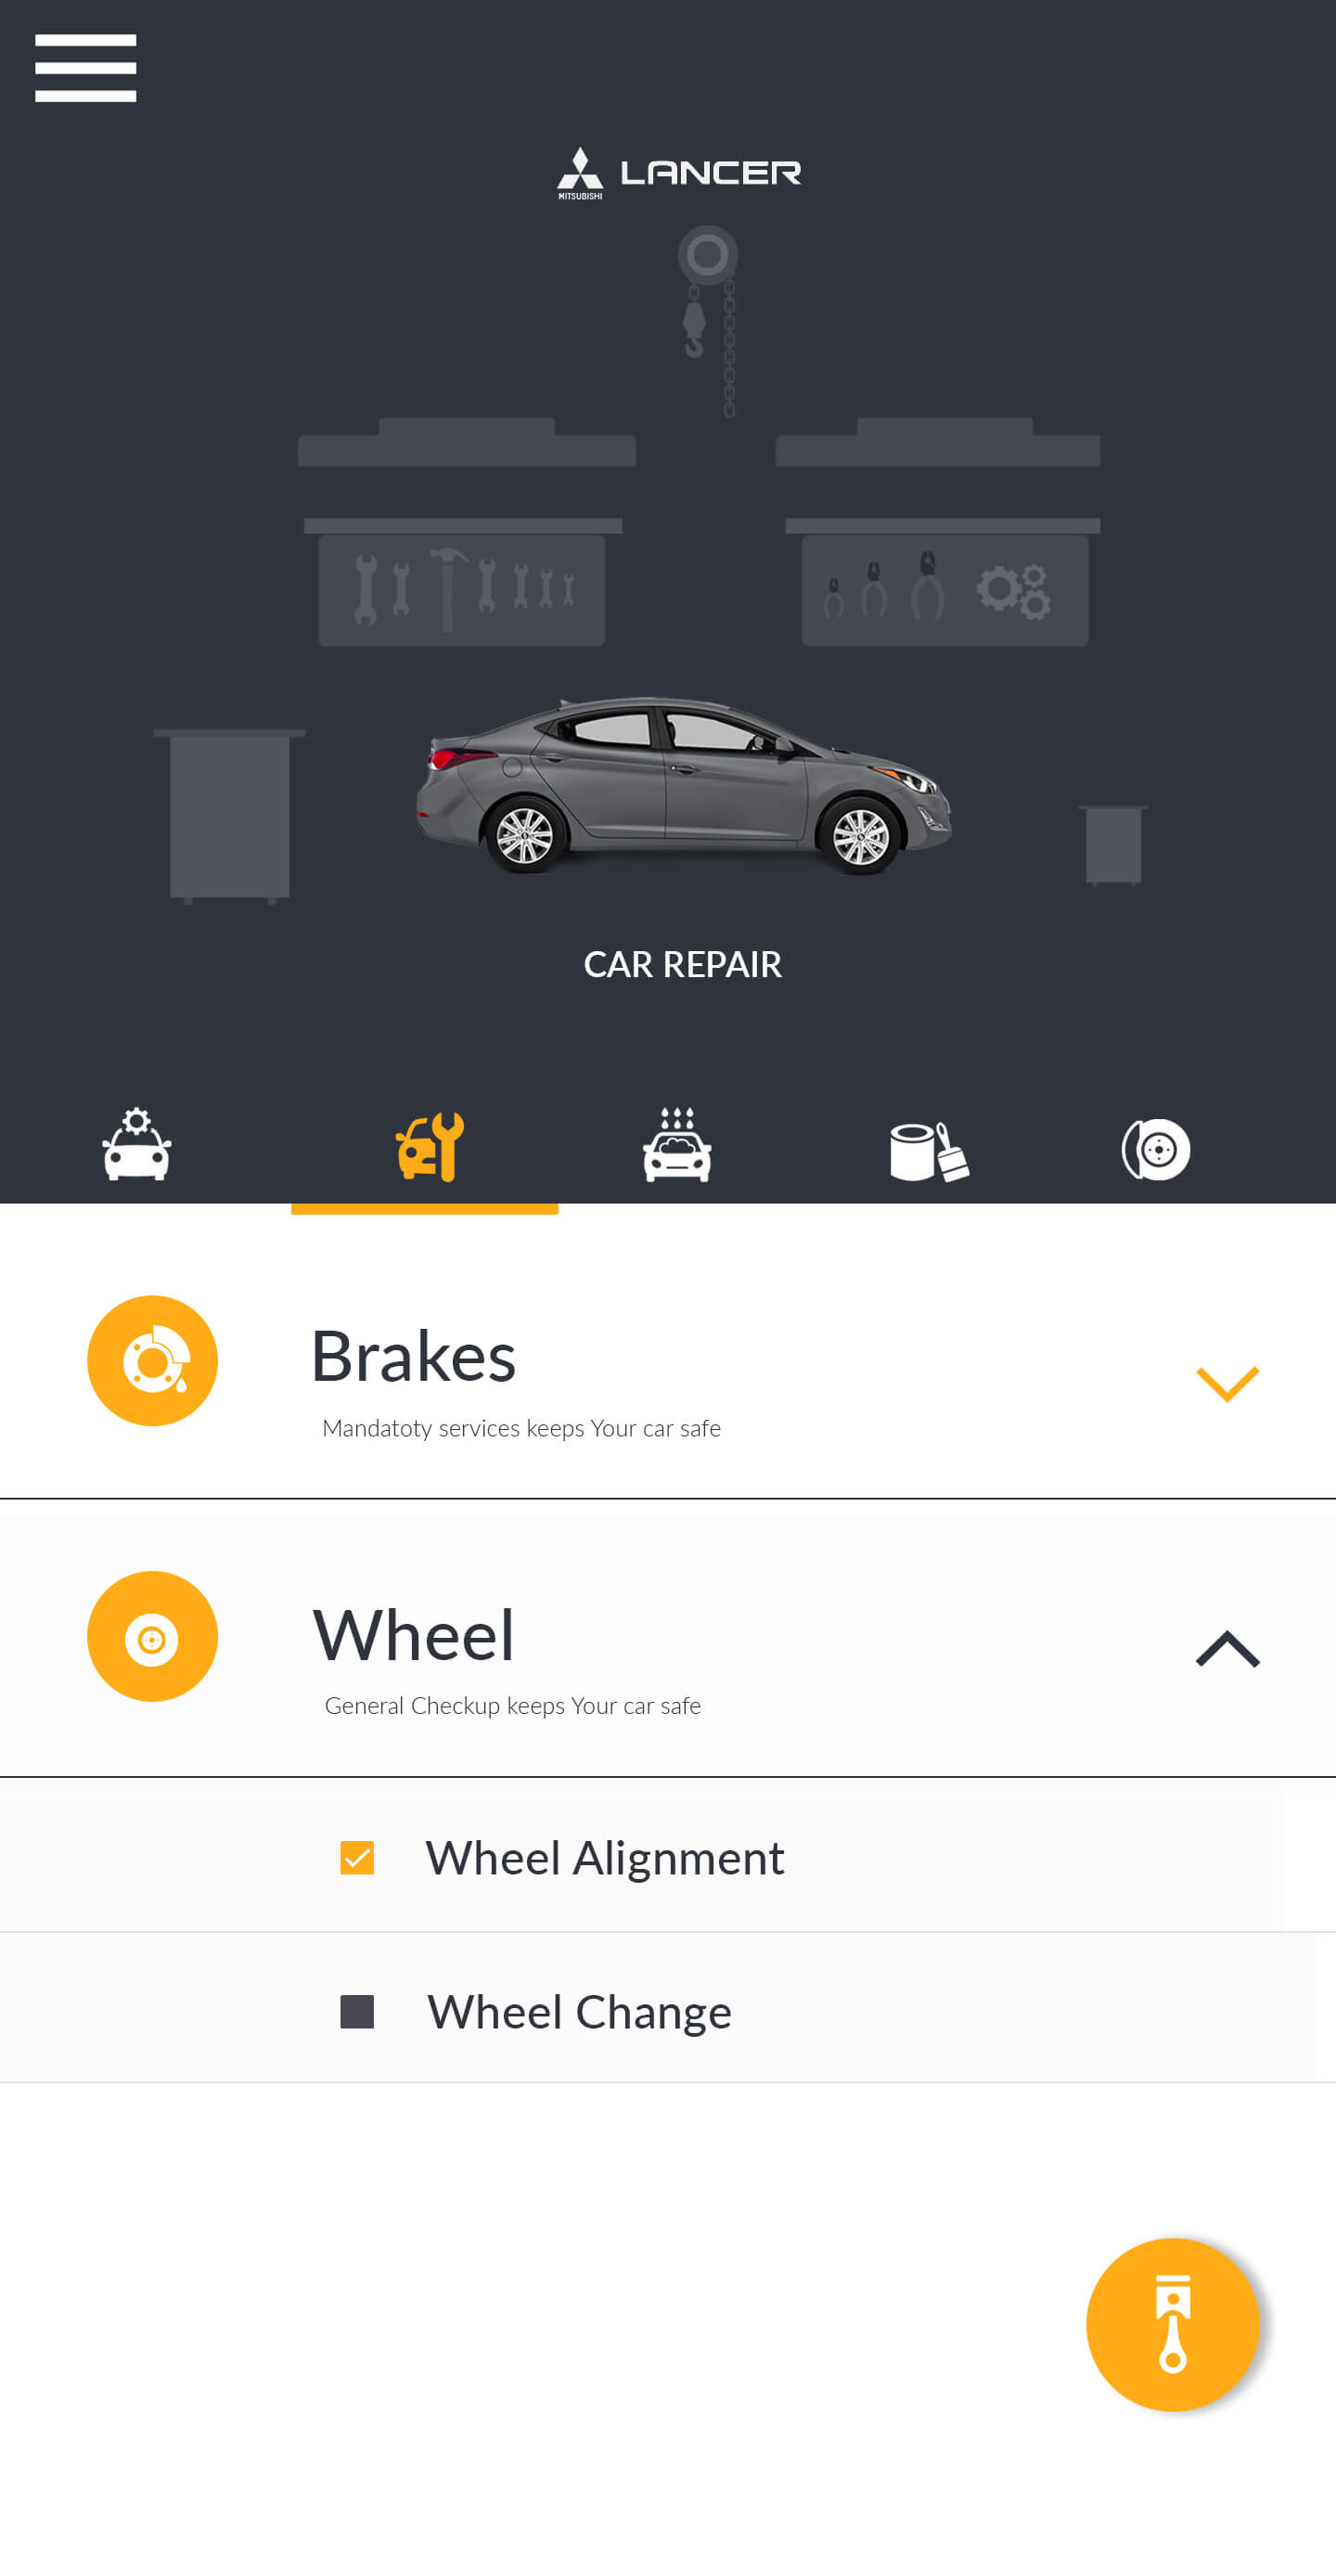 MITSUBISHI
LANCER
CAR REPAIR
Brakes
Mandatoty services keeps Your car safe
Wheel
General Checkup keeps Your car safe
Wheel Alignment
Wheel Change